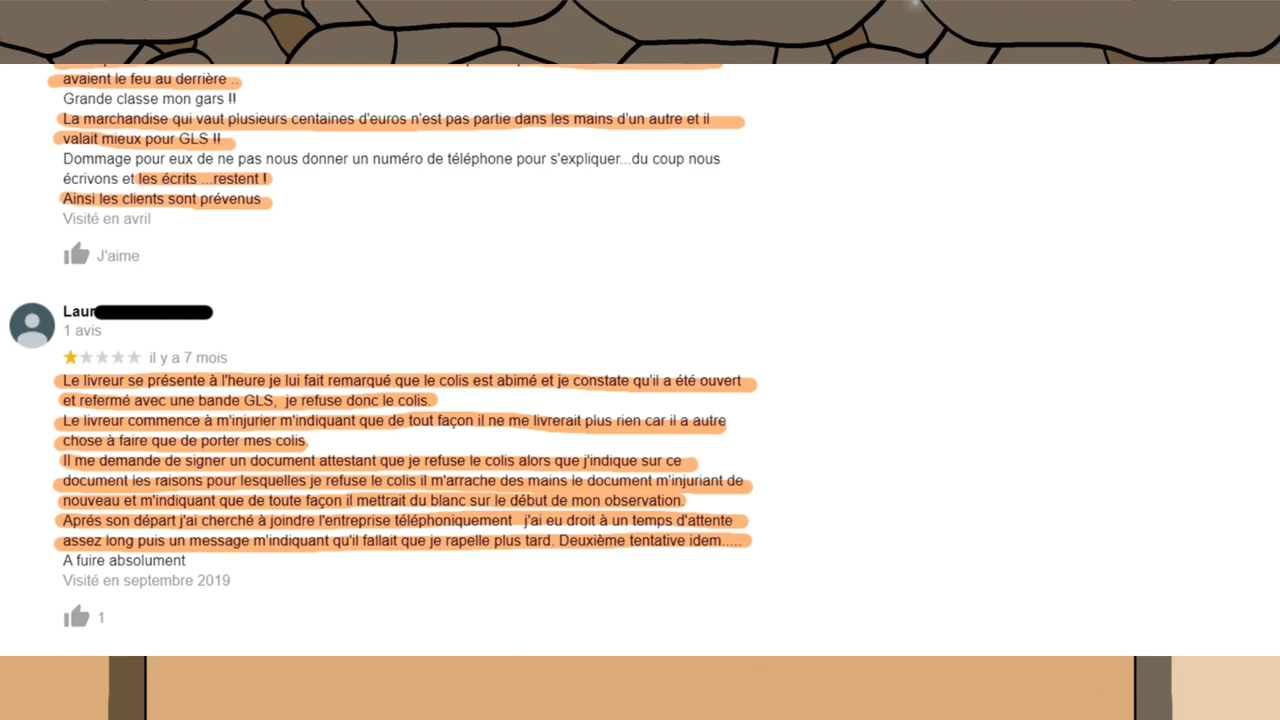 avaient le feu au derrière ..
Grande classe mon gars !!
La marchandise qui vaut plusieurs centaines d'euros n'est pas partie dans les mains d'un autre et il
valait mieux pour GLS !!
Dommage pour eux de ne pas nous donner un numéro de téléphone pour s'expliquer...du coup nous
écrivons et les écrits ...restent !
Ainsi les clients sont prévenus
Visité en avril
J'aime
Laur
1 avis
il y a 7 mois
Le livreur se présente à l'heure je lui fait remarqué que le colis est abimé et je constate qu'il a été ouvert
et refermé avec une bande GLS, je refuse donc le colis.
Le livreur commence à m'injurier m'indiquant que de tout façon il ne me livrerait plus rien car il a autre
chose à faire que de porter mes colis.
Il me demande de signer un document attestant que je refuse le colis alors que j'indique sur ce
document les raisons pour lesquelles je refuse le colis il m'arrache des mains le document m'injuriant de
nouveau et m'indiquant que de toute façon il mettrait du blanc sur le début de mon observation.
Aprés son départ j'ai cherché à joindre l'entreprise téléphoniquement j'ai eu droit à un temps d'attente
assez long puis un message m'indiquant qu'il fallait que je rapelle plus tard. Deuxième tentative idem.....
A fuire absolument
Visité en septembre 2019
1